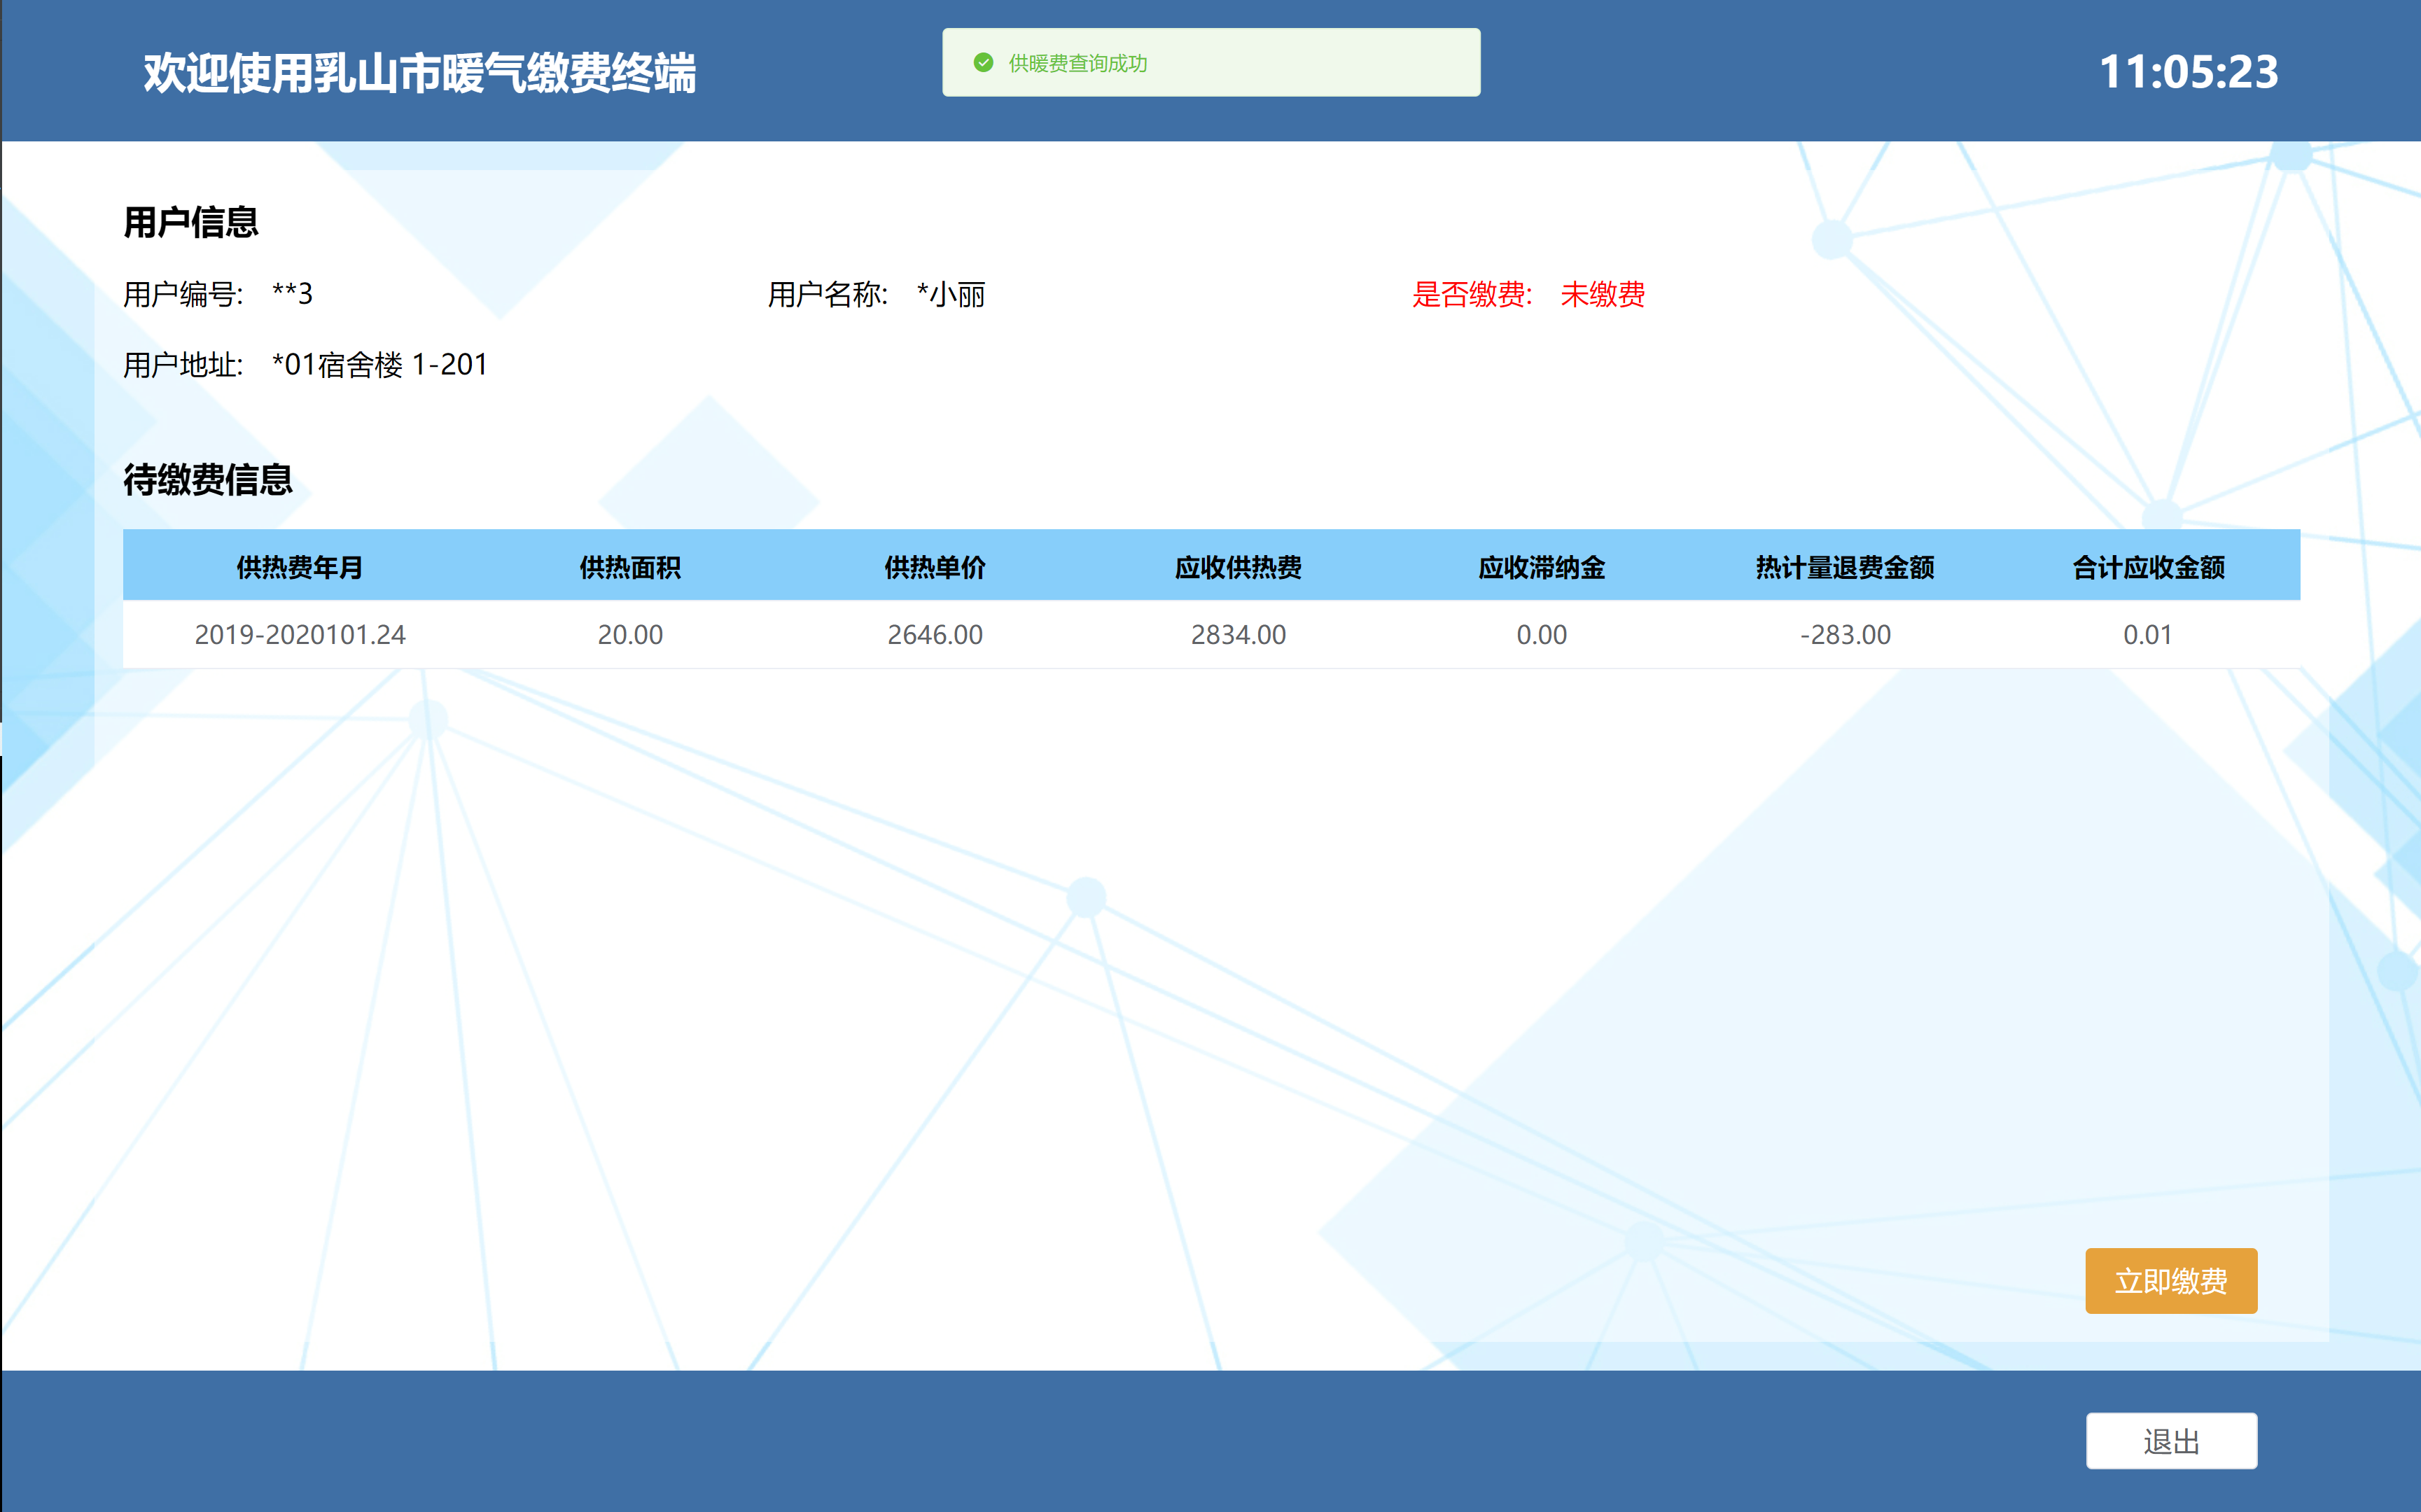 欢迎使用乳山市暖气缴费终端
供暖费查询成功
11:05:23
用户信息
用户编号: **3 用户名称: *小丽 是否缴费: 未缴费
用户地址: *01宿舍楼 1-201
待缴费信息
供热费年月 供热面积 供热单价 应收供热费 应收滞纳金 热计量退费金额 合计应收金额
2019-2020101.24 20.00 2646.00 2834.00 0.00 -283.00 0.01
立即缴费
退出